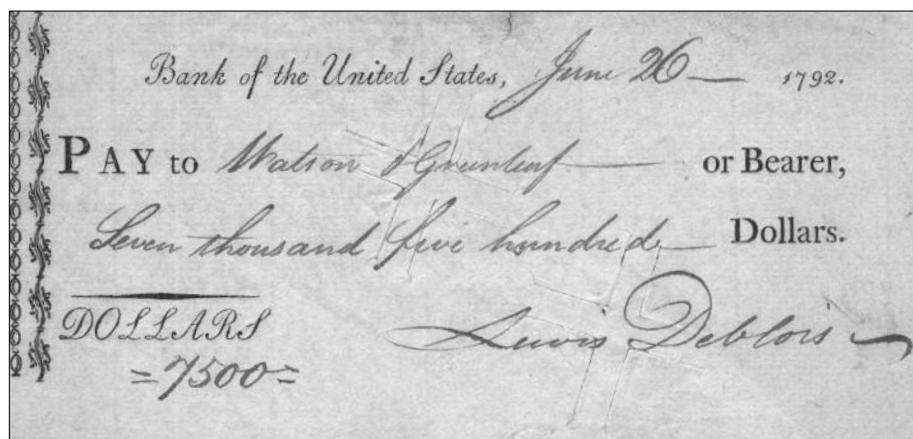 Bank of the United States, June 26 — 1792.
PAY to Watson & Greenleaf — or Bearer,
Seven thousand five hundred — Dollars.
DOLLARS
=7500=
Lewis Deblois